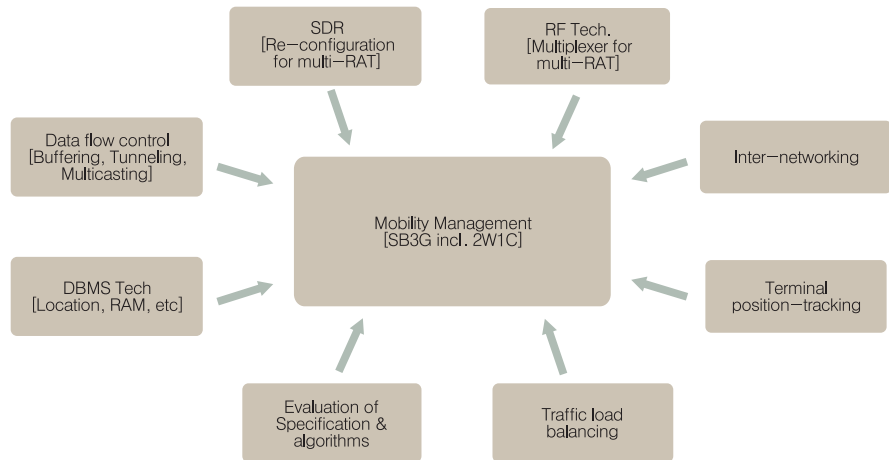 SDR
[Re-configuration
for multi-RAT]
RF Tech.
[Multiplexer for
multi-RAT]
Data flow control
[Buffering, Tunneling,
Multicasting]
Inter-networking
Mobility Management
[SB3G incl. 2W1C]
DBMS Tech
[Location, RAM, etc]
Terminal
position-tracking
Evaluation of
Specification &
algorithms
Traffic load
balancing